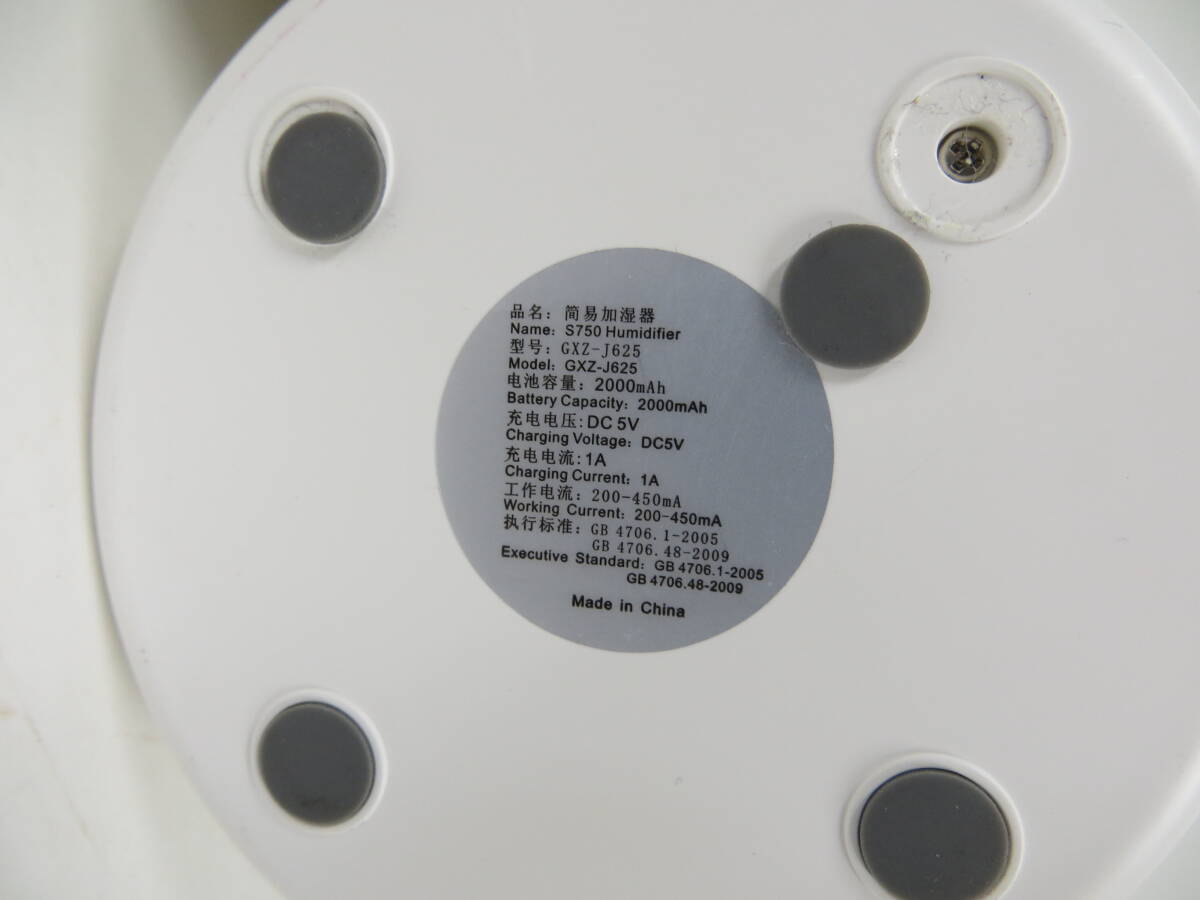 品名：简易加湿器
Name: S750 Humidifier
型号：GXZ-J625
Model: GXZ-J625
电池容量：2000mAh
Battery Capacity: 2000mAh
充电电压:DC 5V
Charging Voltage: DC5V
充电电流:1A
Charging Current: 1A
工作电流：200-450mA
Working Current: 200-450mA
执行标准：GB 4706.1-2005
GB 4706.48-2009
Executive Standard: GB 4706.1-2005
GB 4706.48-2009
Made in China